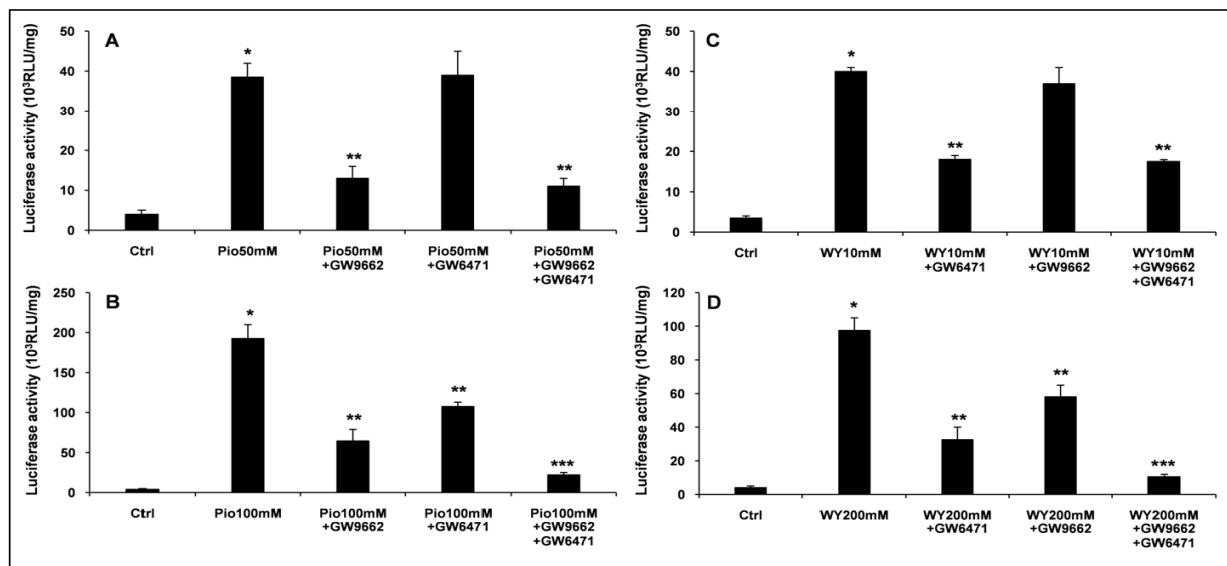 A
Luciferase activity (10³RLU/mg)
50
40
30
20
10
0
*
**
**
Ctrl
Pio50mM
Pio50mM
+GW9662
Pio50mM
+GW6471
Pio50mM
+GW9662
+GW6471
B
Luciferase activity (10³RLU/mg)
250
200
150
100
50
0
*
**
**
***
Ctrl
Pio100mM
Pio100mM
+GW9662
Pio100mM
+GW6471
Pio100mM
+GW9662
+GW6471
C
Luciferase activity (10³RLU/mg)
50
40
30
20
10
0
*
**
**
Ctrl
WY10mM
WY10mM
+GW6471
WY10mM
+GW9662
WY10mM
+GW9662
+GW6471
D
Luciferase activity (10³RLU/mg)
120
100
80
60
40
20
0
*
**
**
***
Ctrl
WY200mM
WY200mM
+GW6471
WY200mM
+GW9662
WY200mM
+GW9662
+GW6471